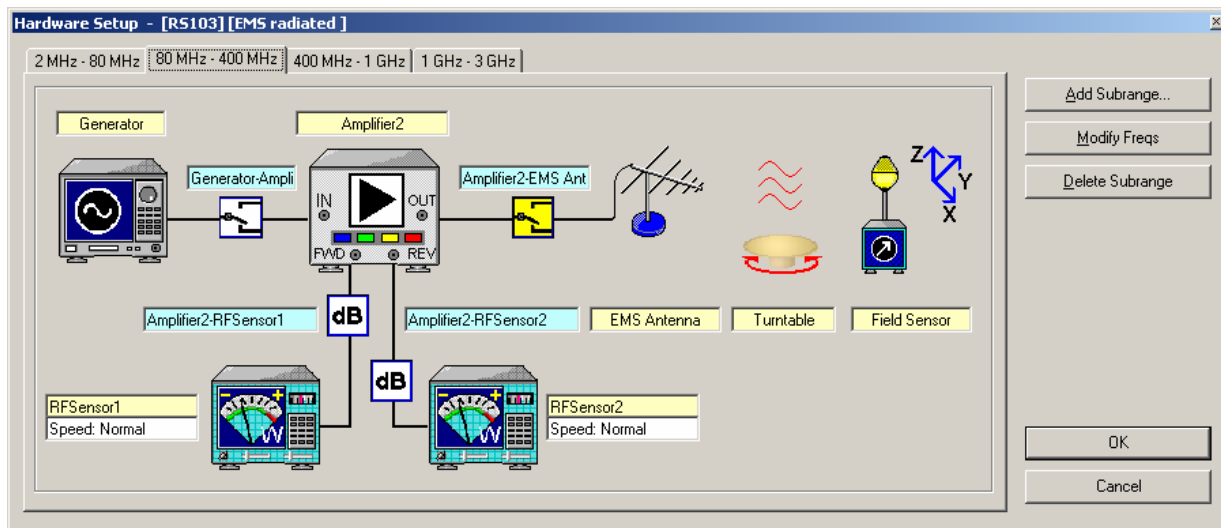 Hardware Setup - [RS103] [EMS radiated ]
2 MHz - 80 MHz
80 MHz - 400 MHz
400 MHz - 1 GHz
1 GHz - 3 GHz
Add Subrange...
Modify Freqs
Delete Subrange
Generator
Amplifier2
Generator-Ampli
Amplifier2-EMS Ant
IN
OUT
FWD
REV
Z
Y
X
Amplifier2-RFSensor1
dB
Amplifier2-RFSensor2
EMS Antenna
Turntable
Field Sensor
dB
RFSensor1
Speed: Normal
RFSensor2
Speed: Normal
OK
Cancel